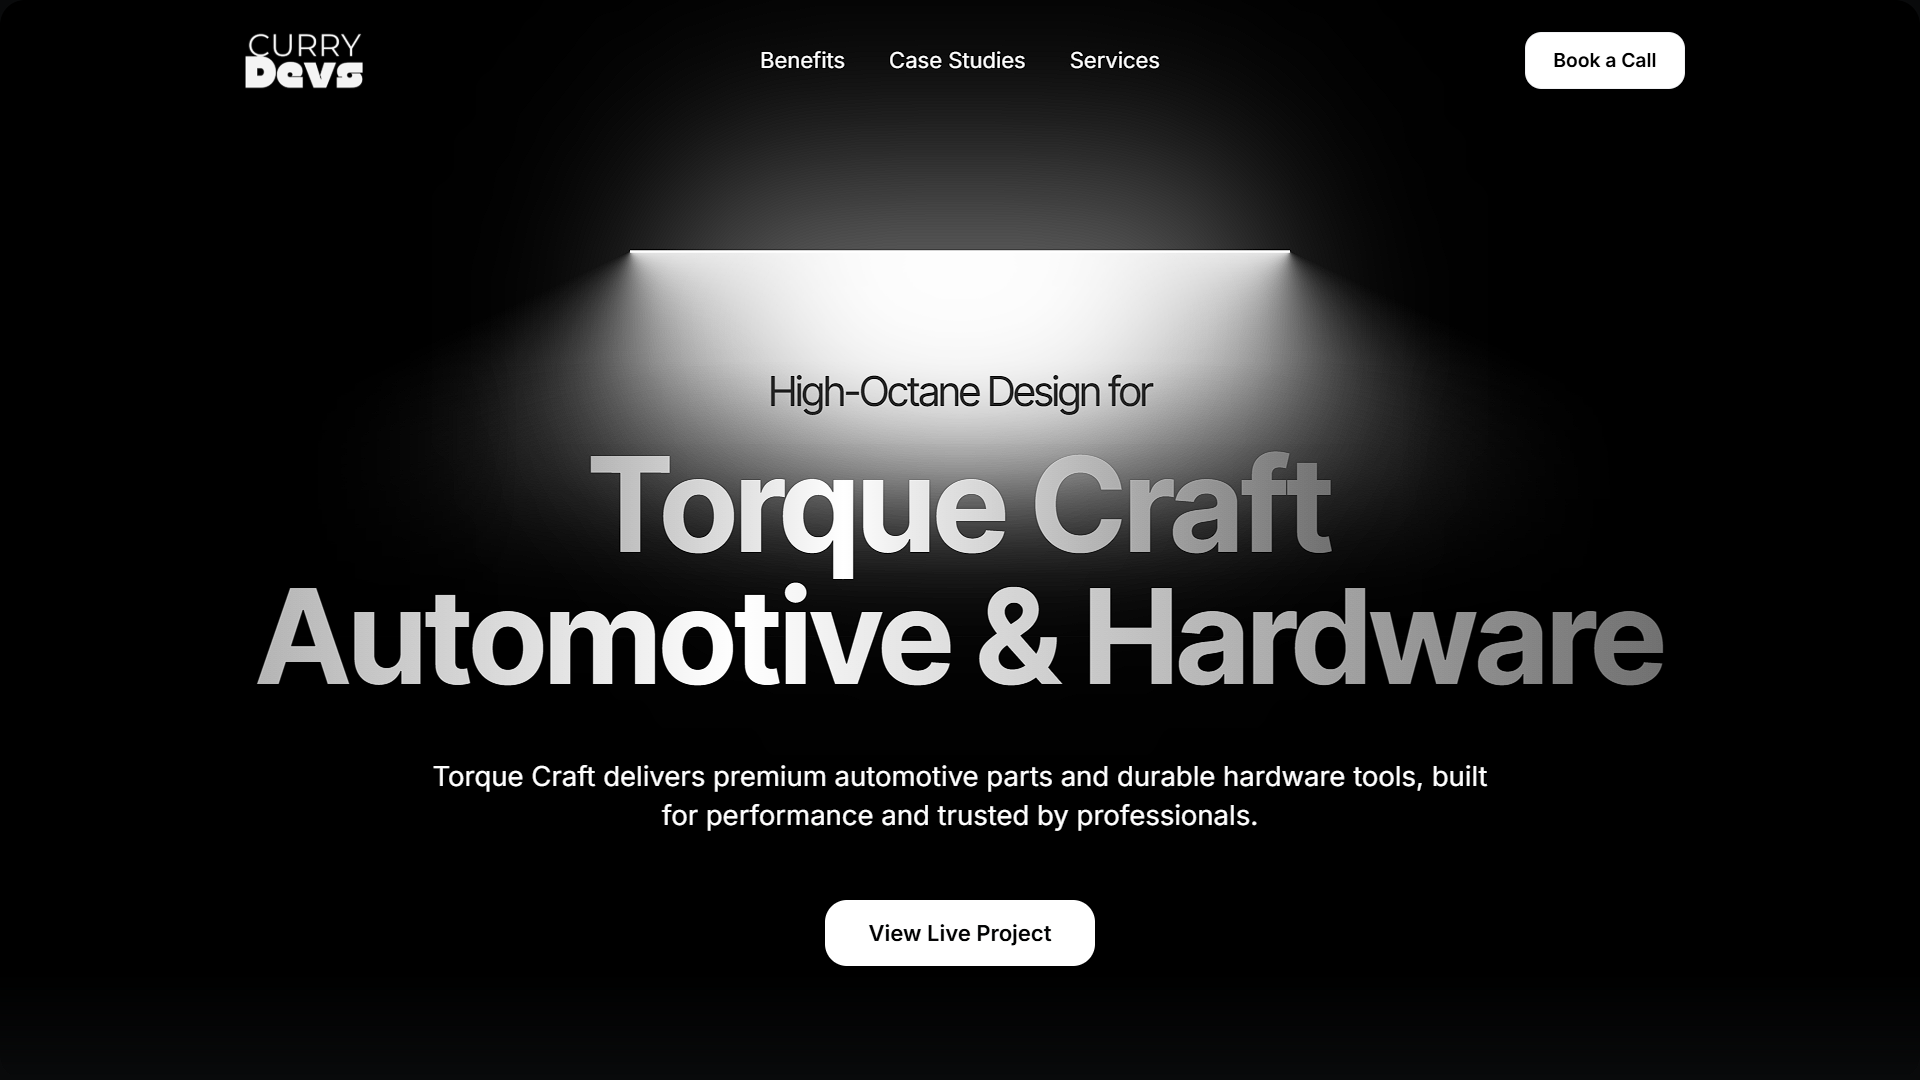 CURRY
Devs
Benefits
Case Studies
Services
Book a Call
High-Octane Design for
Torque Craft
Automotive & Hardware
Torque Craft delivers premium automotive parts and durable hardware tools, built
for performance and trusted by professionals.
View Live Project